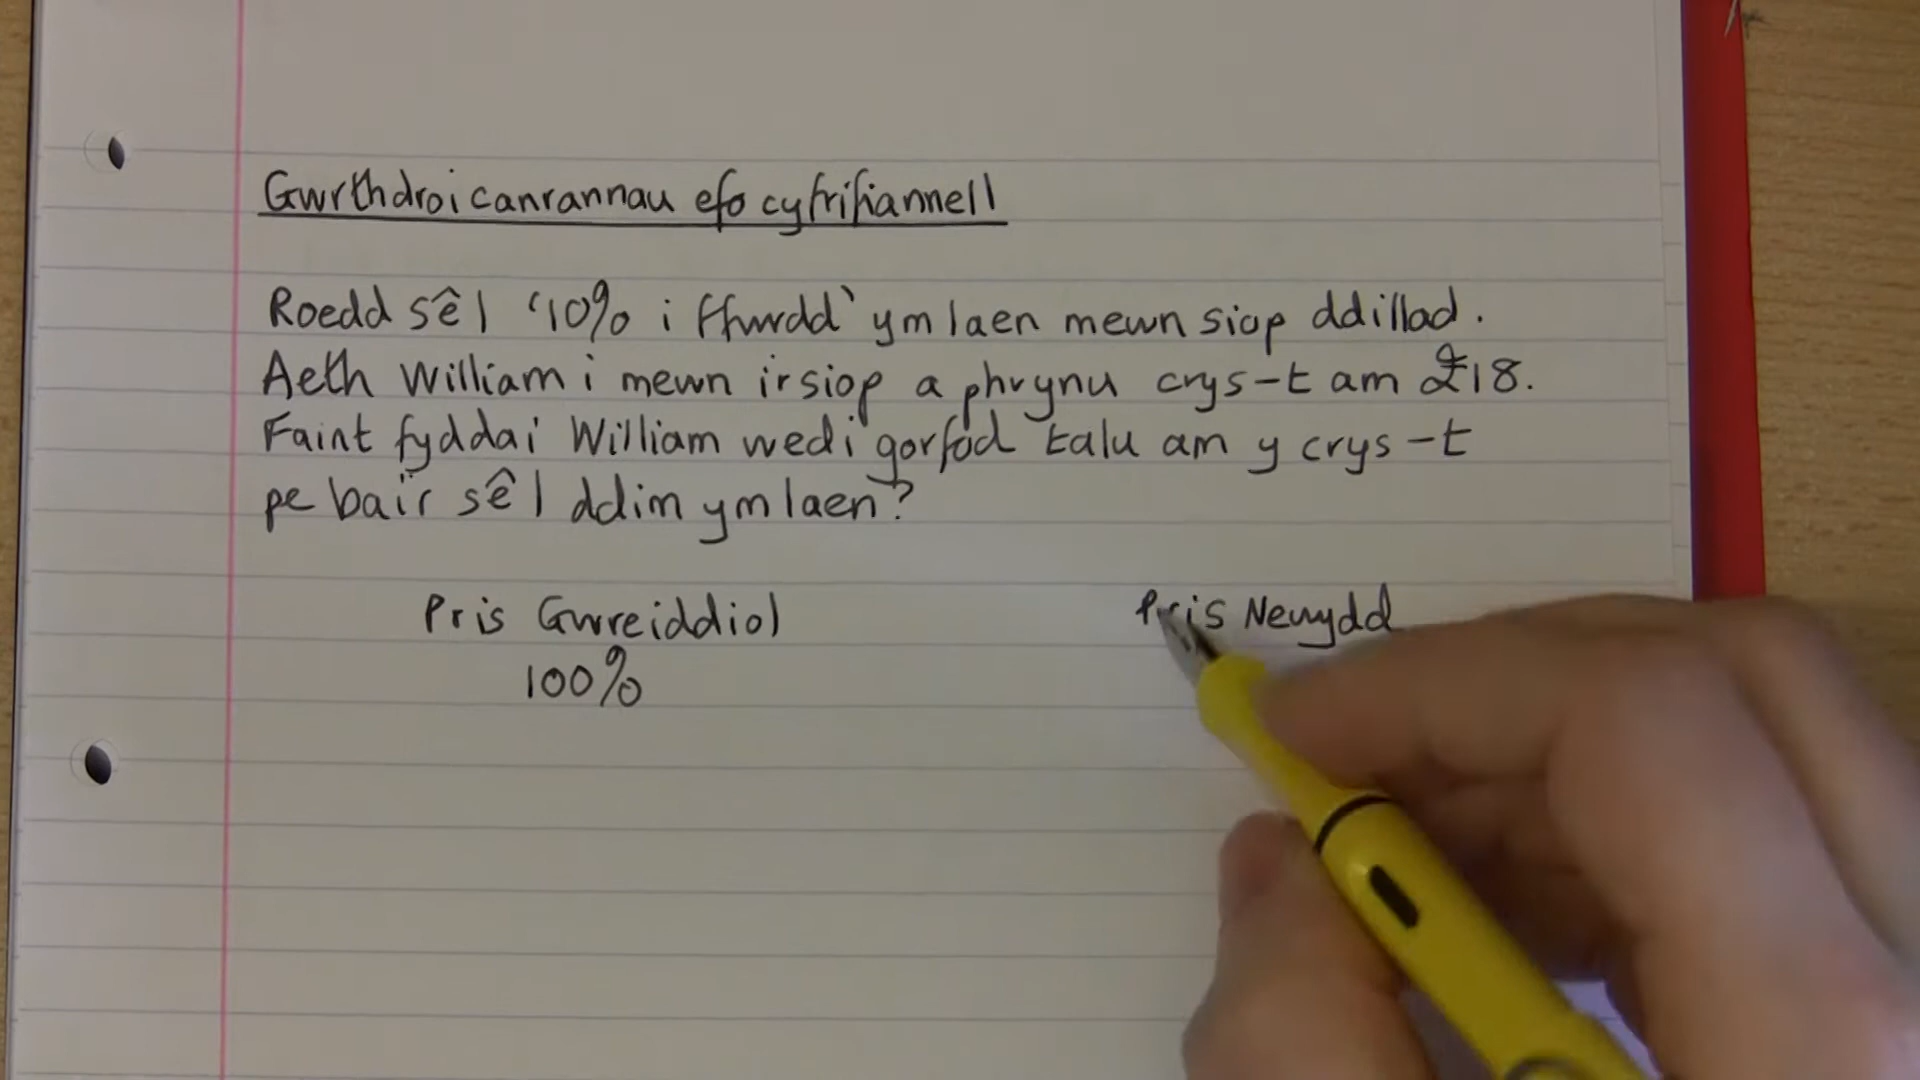 Gwrthdroi canrannau efo cyfrifiannell
Roedd sêl '10% i ffwrdd' ymlaen mewn siop ddillad.
Aeth William i mewn i'r siop a phrynu crys-t am £18.
Faint fyddai William wedi gorfod talu am y crys-t
pe bai'r sêl ddim ymlaen?
Pris Gwreiddiol
Pris Newydd
100%